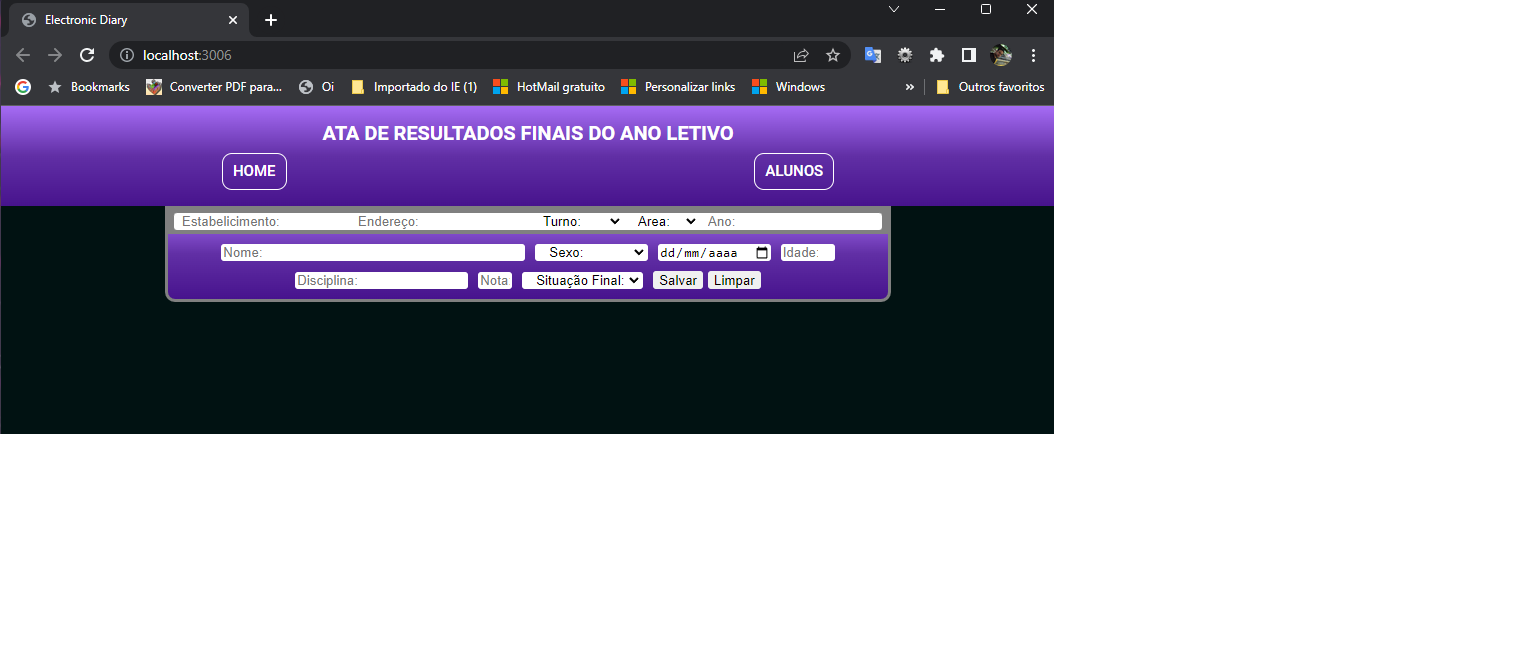 Electronic Diary
localhost:3006
Bookmarks Converter PDF para... Oi Importado do IE (1) HotMail gratuito Personalizar links Windows » Outros favoritos
ATA DE RESULTADOS FINAIS DO ANO LETIVO
HOME ALUNOS
Estabelicimento: Endereço: Turno: Area: Ano:
Nome: Sexo: dd/mm/aaaa Idade:
Disciplina: Nota Situação Final: Salvar Limpar